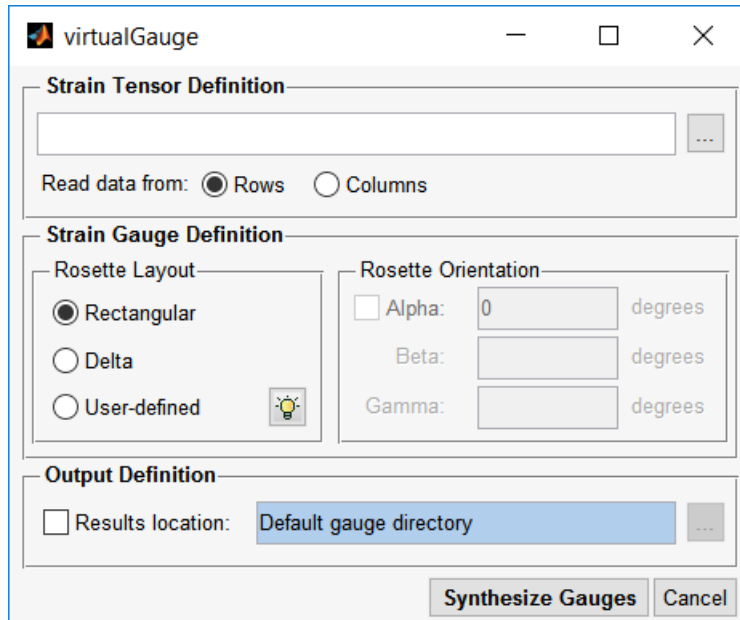 virtualGauge
Strain Tensor Definition
...
Read data from: Rows Columns
Strain Gauge Definition
Rosette Layout
Rectangular
Delta
User-defined
Rosette Orientation
Alpha: 0 degrees
Beta: degrees
Gamma: degrees
Output Definition
Results location: Default gauge directory ...
Synthesize Gauges Cancel